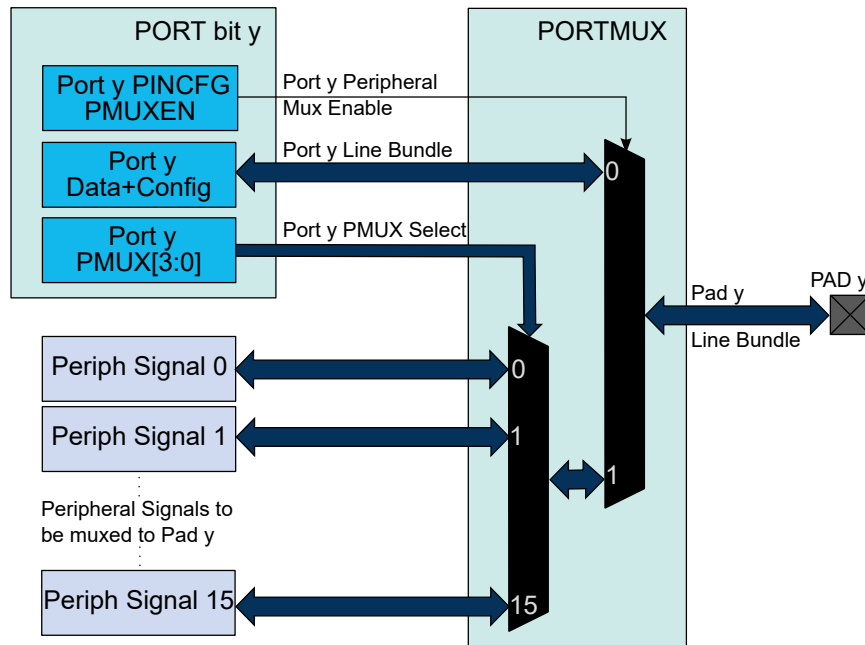 PORT bit y
PORTMUX
Port y PINCFG
PMUXEN
Port y Peripheral
Mux Enable
Port y
Data+Config
Port y Line Bundle
0
Port y
PMUX[3:0]
Port y PMUX Select
Pad y
Line Bundle
PAD y
Periph Signal 0
0
Periph Signal 1
1
1
Peripheral Signals to
be muxed to Pad y
Periph Signal 15
15